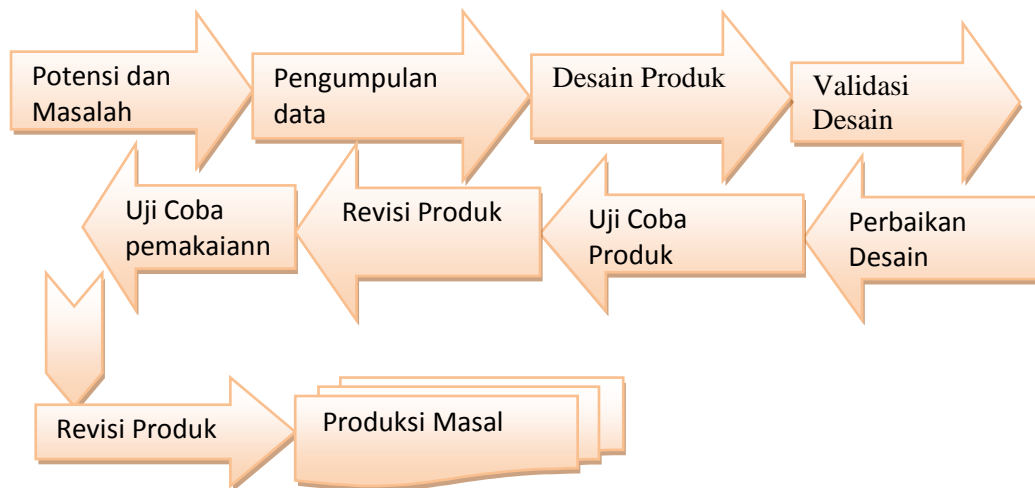 Potensi dan
Masalah
Pengumpulan
data
Desain Produk
Validasi
Desain
Perbaikan
Desain
Uji Coba
Produk
Revisi Produk
Uji Coba
pemakaiann
Revisi Produk
Produksi Masal